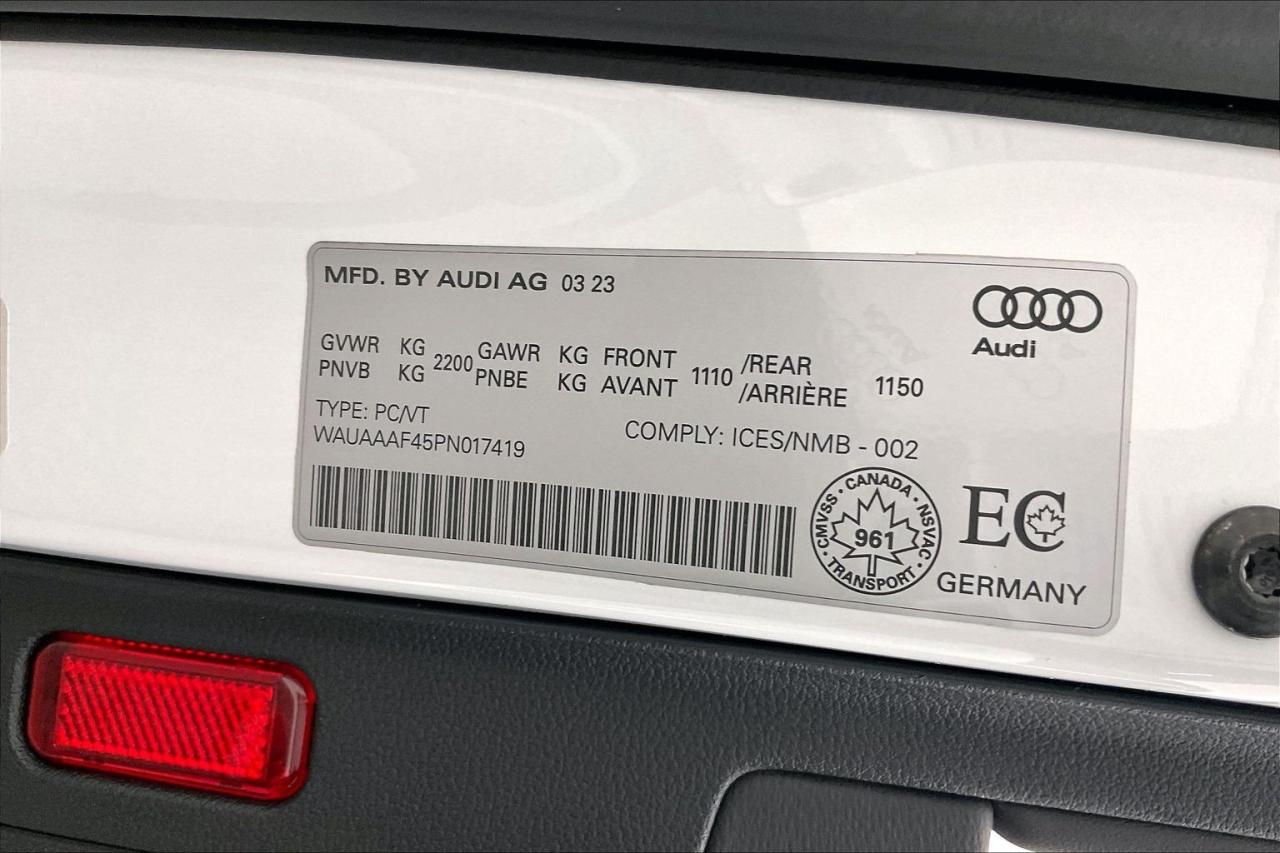 MFD. BY AUDI AG 03 23
Audi
GVWR KG 2200 GAWR KG FRONT 1110 /REAR 1150
PNVB KG PNBE KG AVANT /ARRIÈRE
TYPE: PC/VT
WAUAAAF45PN017419
COMPLY: ICES/NMB - 002
CMVSS • CANADA • NSVAC • TRANSPORT •
961
EC
GERMANY